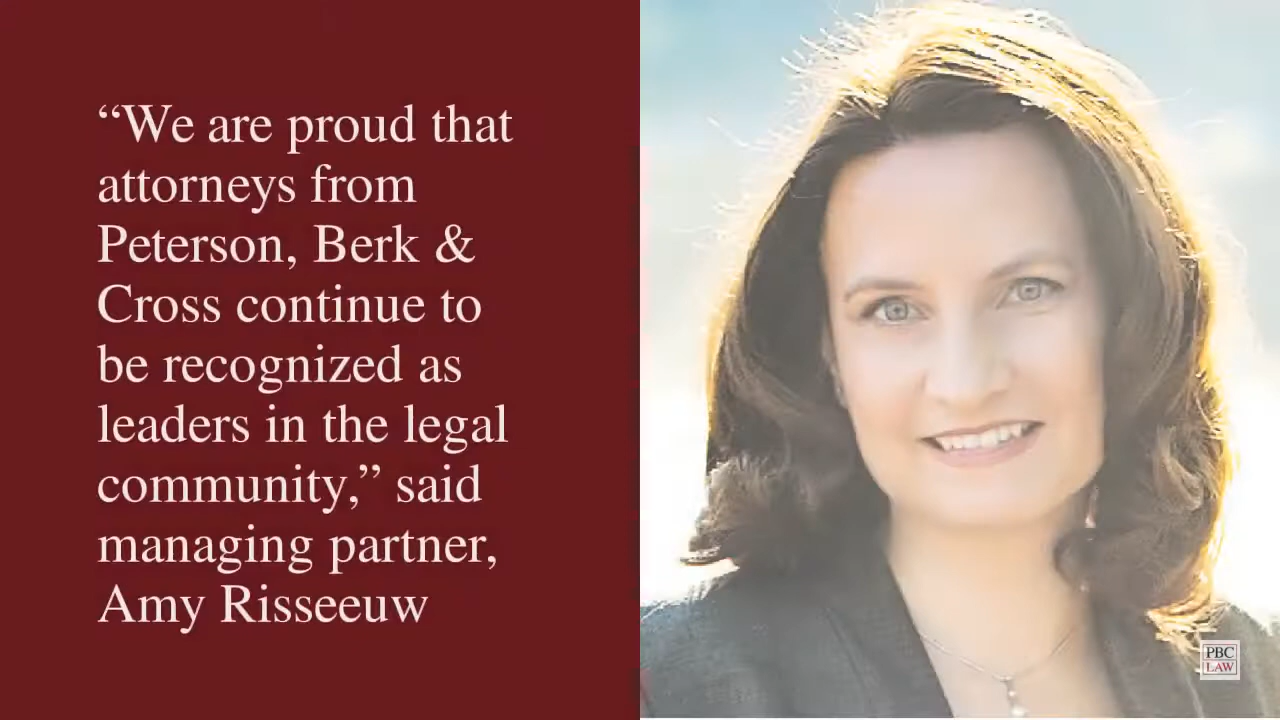 “We are proud that
attorneys from
Peterson, Berk &
Cross continue to
be recognized as
leaders in the legal
community,” said
managing partner,
Amy Risseeuw
PBC
LAW